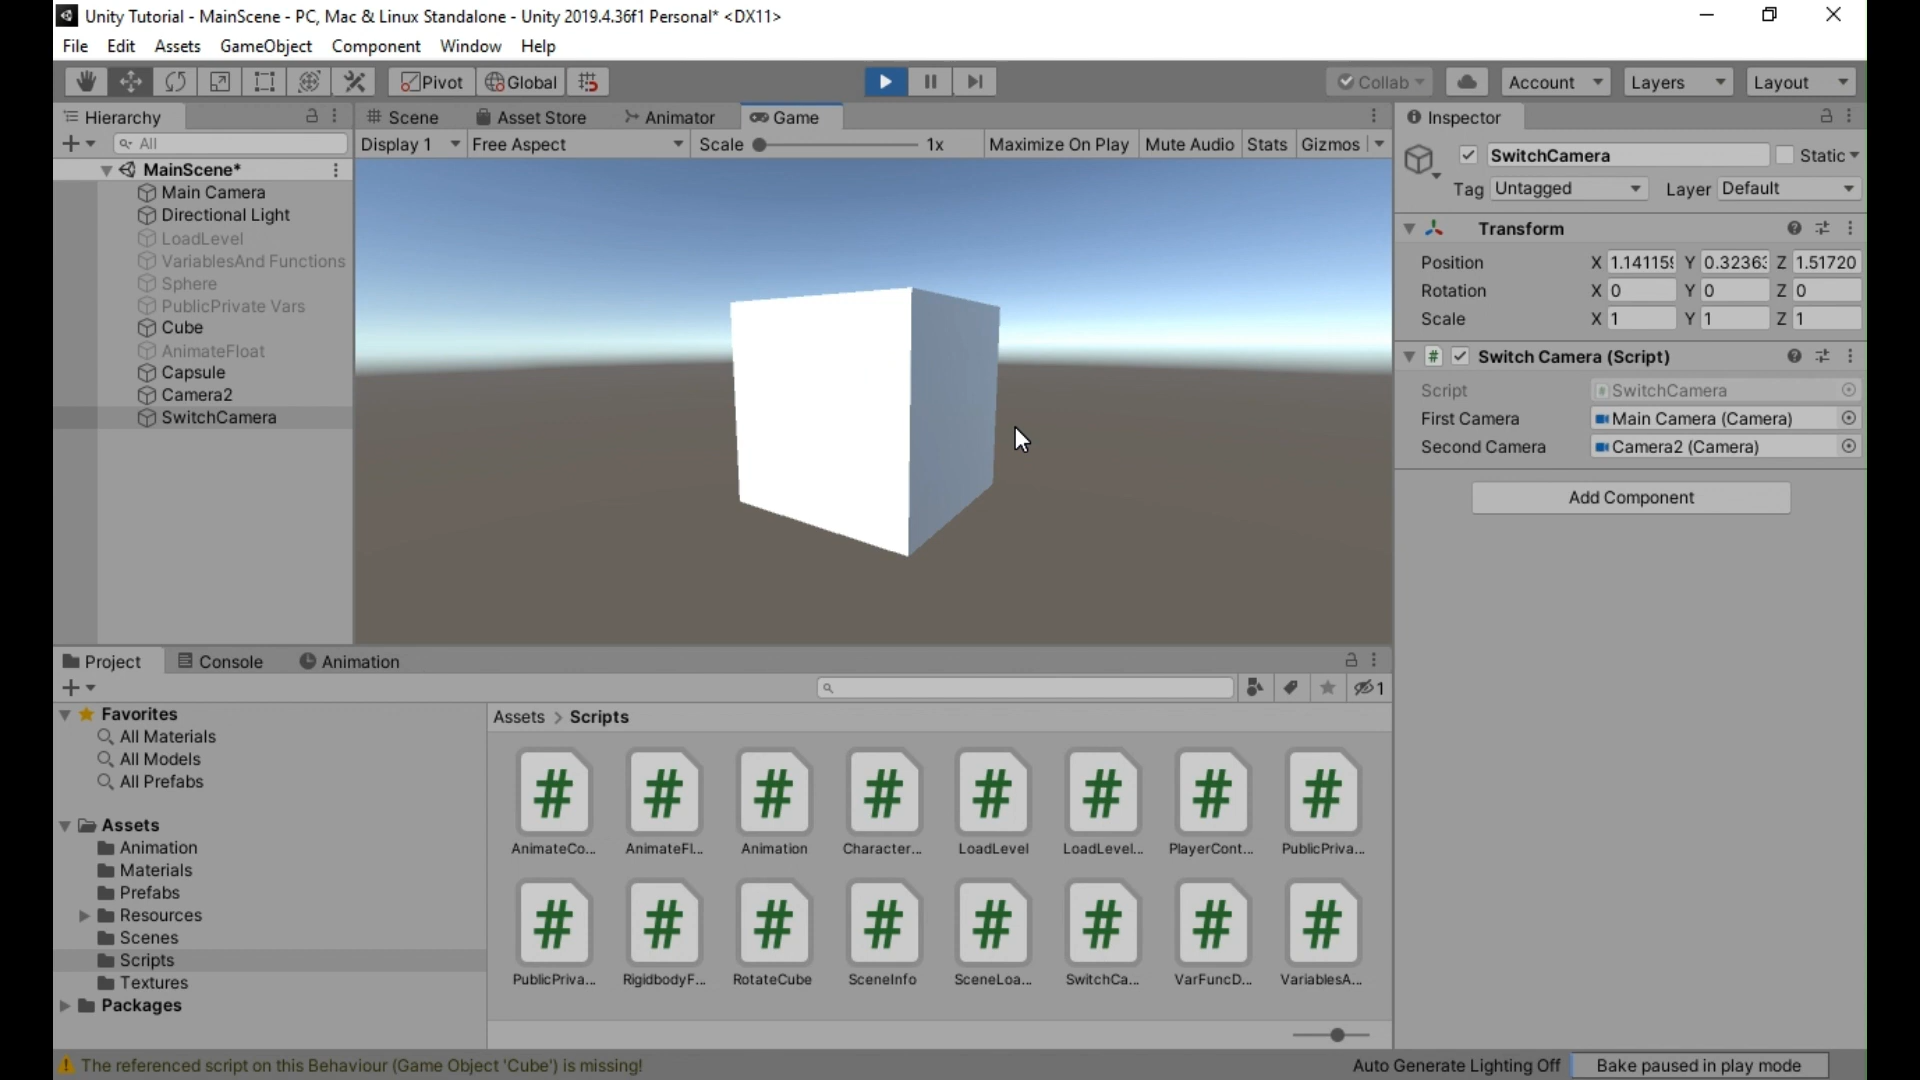 Unity Tutorial - MainScene - PC, Mac & Linux Standalone - Unity 2019.4.36f1 Personal* <DX11>
File Edit Assets GameObject Component Window Help
Pivot Global Collab Account Layers Layout
Hierarchy
All
MainScene*
Main Camera
Directional Light
LoadLevel
VariablesAnd Functions
Sphere
PublicPrivate Vars
Cube
AnimateFloat
Capsule
Camera2
SwitchCamera
Scene Asset Store Animator Game
Display 1 Free Aspect Scale 1x Maximize On Play Mute Audio Stats Gizmos
Inspector
SwitchCamera Static
Tag Untagged Layer Default
Transform
Position X 1.14115 Y 0.3236 Z 1.51720
Rotation X 0 Y 0 Z 0
Scale X 1 Y 1 Z 1
# Switch Camera (Script)
Script SwitchCamera
First Camera Main Camera (Camera)
Second Camera Camera2 (Camera)
Add Component
Project Console Animation
1
Favorites
All Materials
All Models
All Prefabs
Assets
Animation
Materials
Prefabs
Resources
Scenes
Scripts
Textures
Packages
Assets > Scripts
# # # # # # # #
AnimateCo... AnimateFl... Animation Character... LoadLevel LoadLevel... PlayerCont... PublicPriva...
# # # # # # # #
PublicPriva... RigidbodyF... RotateCube SceneInfo SceneLoa... SwitchCa... VarFuncD... VariablesA...
The referenced script on this Behaviour (Game Object 'Cube') is missing!
Auto Generate Lighting Off Bake paused in play mode